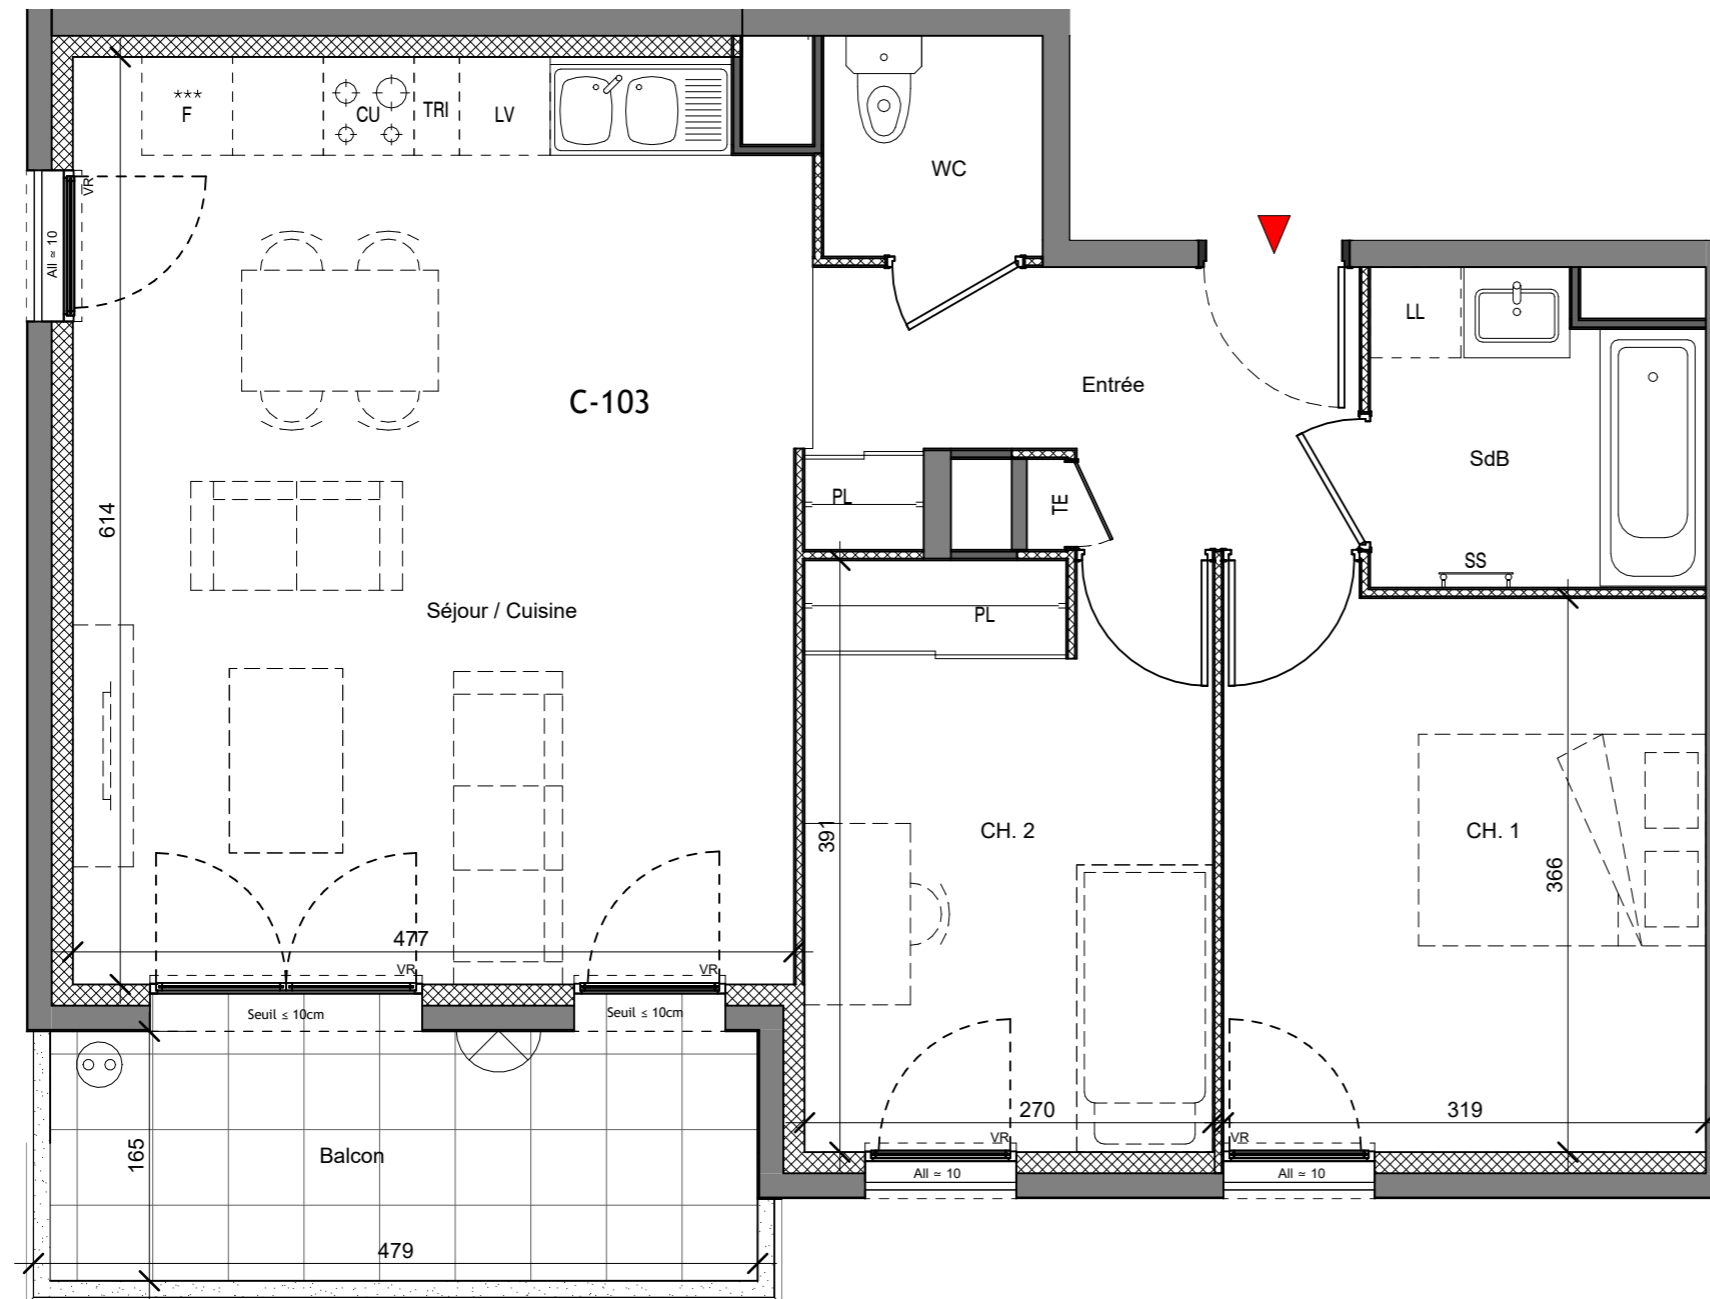 ***
F
CU
TRI
LV
WC
VR
All ≃ 10
LL
C-103
Entrée
SdB
PL
TE
614
SS
Séjour / Cuisine
PL
391
CH. 2
CH. 1
366
477
VR
VR
Seuil ≤ 10cm
Seuil ≤ 10cm
270
319
VR
VR
165
Balcon
All ≃ 10
All ≃ 10
479